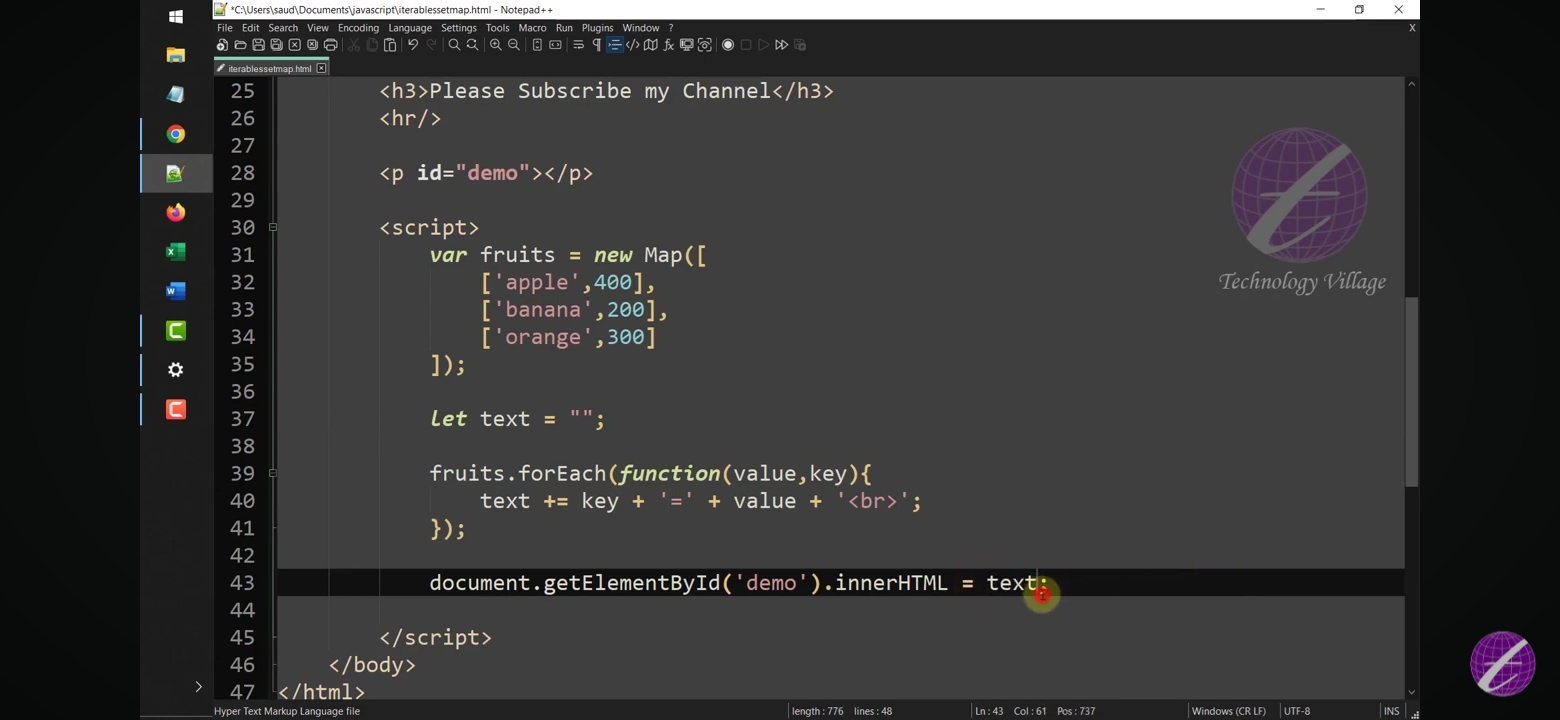 *C:\Users\saud\Documents\javascript\iterablessetmap.html - Notepad++
File Edit Search View Encoding Language Settings Tools Macro Run Plugins Window ? X
iterablessetmap.html
25 <h3>Please Subscribe my Channel</h3>
26 <hr/>
27
28 <p id="demo"></p>
29
30 <script>
31 var fruits = new Map([
32 ['apple',400],
33 ['banana',200],
34 ['orange',300]
35 ]);
36
37 let text = "";
38
39 fruits.forEach(function(value,key){
40 text += key + '=' + value + '<br>';
41 });
42
43 document.getElementById('demo').innerHTML = text;
44
45 </script>
46 </body>
47 </html>
Technology Village
Hyper Text Markup Language file length : 776 lines : 48 Ln : 43 Col : 61 Pos : 737 Windows (CR LF) UTF-8 INS